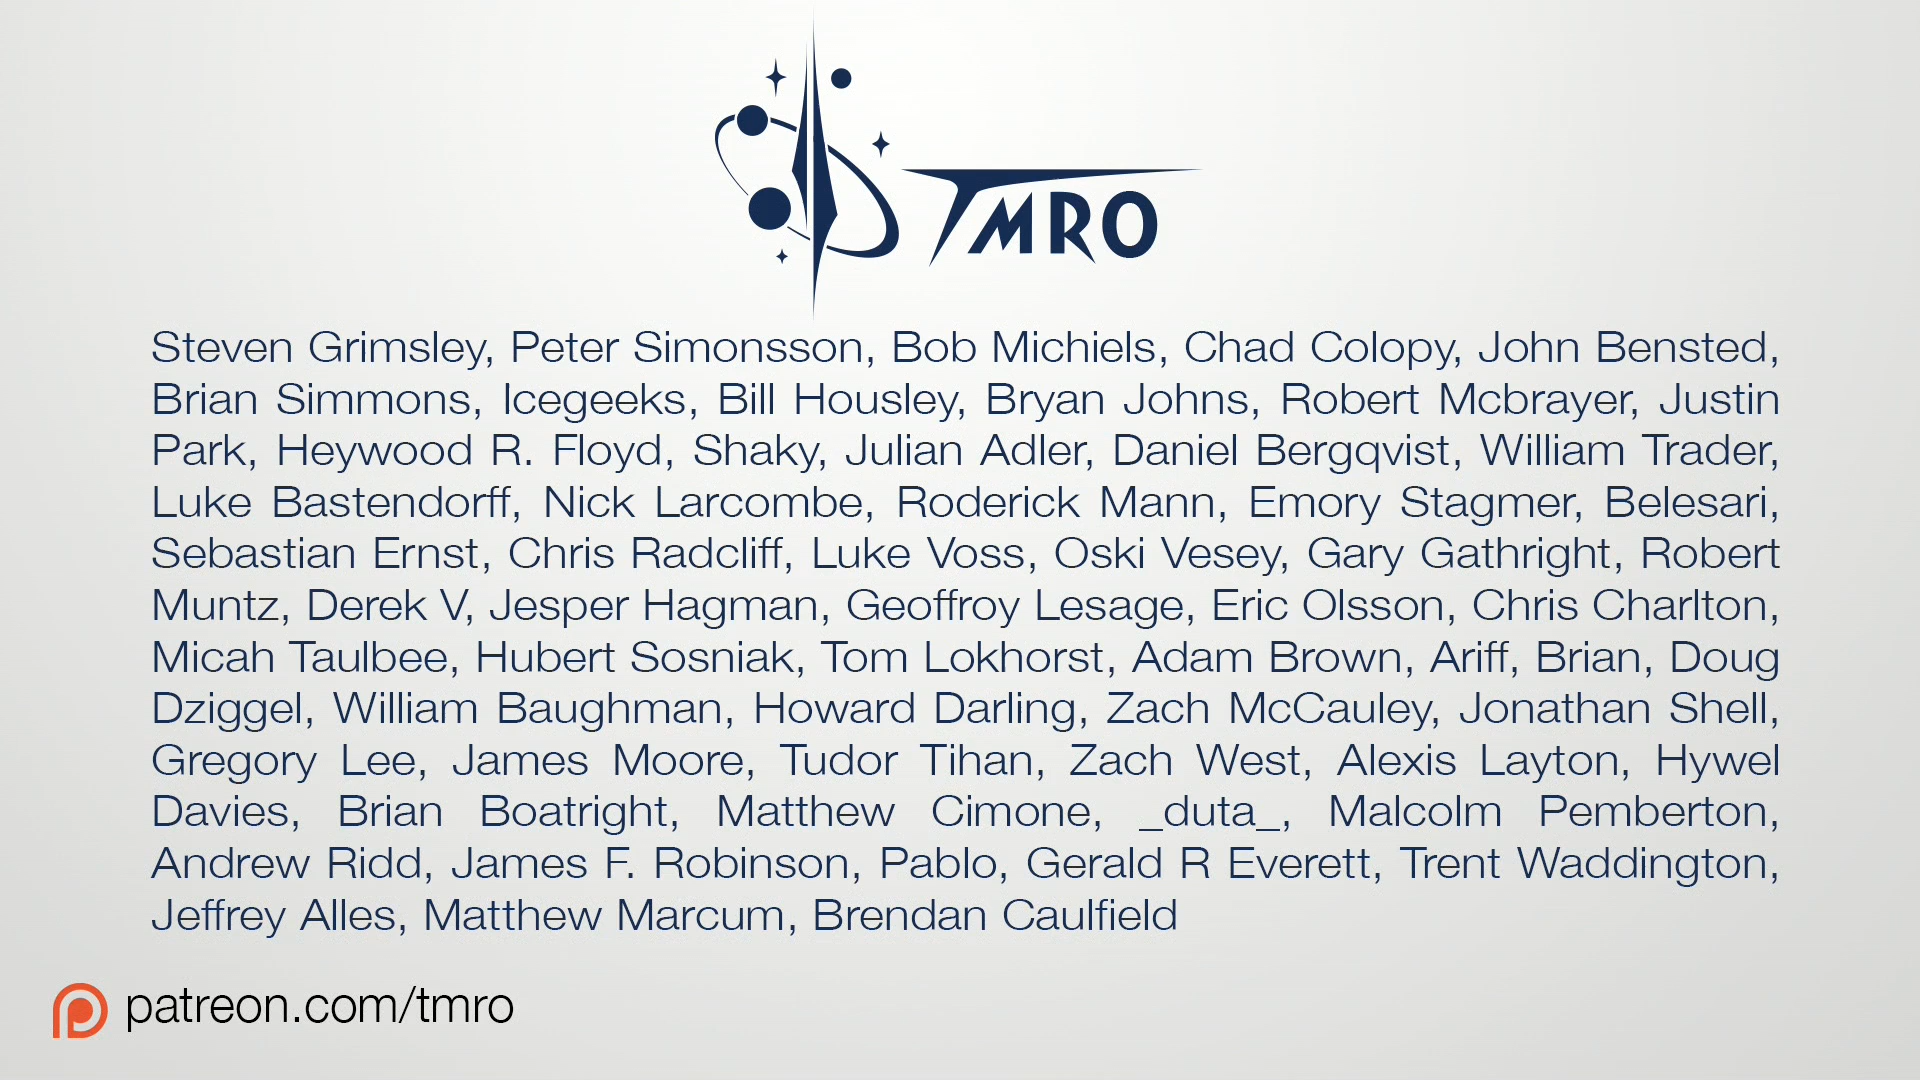 TMRO
Steven Grimsley, Peter Simonsson, Bob Michiels, Chad Colopy, John Bensted,
Brian Simmons, Icegeeks, Bill Housley, Bryan Johns, Robert Mcbrayer, Justin
Park, Heywood R. Floyd, Shaky, Julian Adler, Daniel Bergqvist, William Trader,
Luke Bastendorff, Nick Larcombe, Roderick Mann, Emory Stagmer, Belesari,
Sebastian Ernst, Chris Radcliff, Luke Voss, Oski Vesey, Gary Gathright, Robert
Muntz, Derek V, Jesper Hagman, Geoffroy Lesage, Eric Olsson, Chris Charlton,
Micah Taulbee, Hubert Sosniak, Tom Lokhorst, Adam Brown, Ariff, Brian, Doug
Dziggel, William Baughman, Howard Darling, Zach McCauley, Jonathan Shell,
Gregory Lee, James Moore, Tudor Tihan, Zach West, Alexis Layton, Hywel
Davies, Brian Boatright, Matthew Cimone, _duta_, Malcolm Pemberton,
Andrew Ridd, James F. Robinson, Pablo, Gerald R Everett, Trent Waddington,
Jeffrey Alles, Matthew Marcum, Brendan Caulfield
patreon.com/tmro